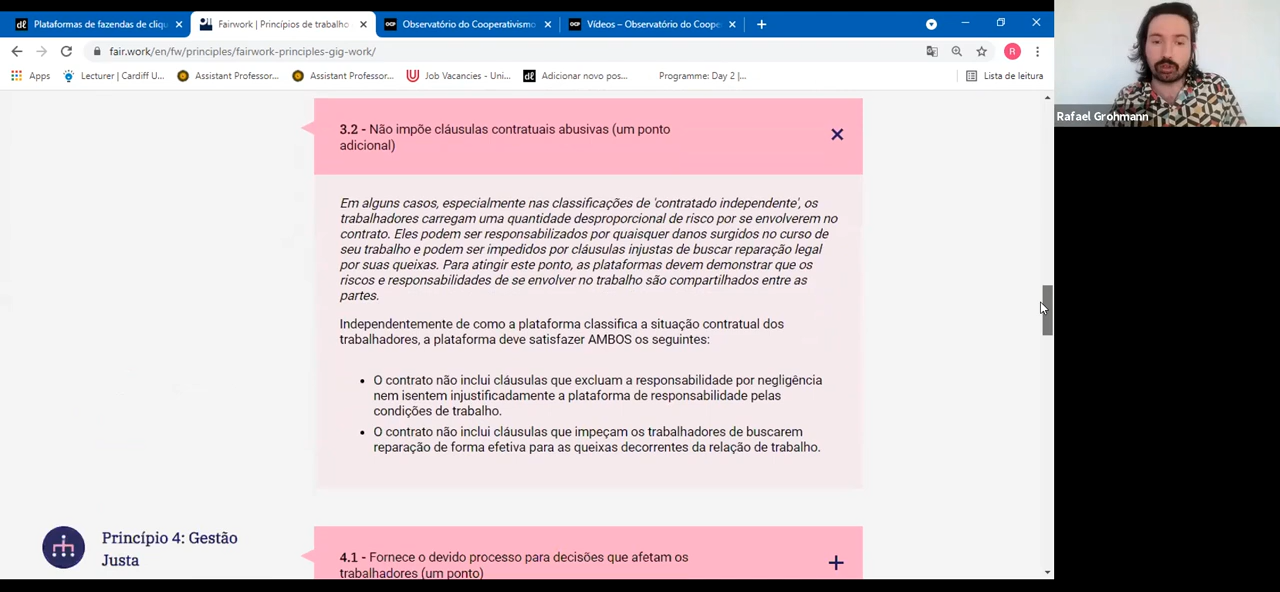 Plataformas de fazendas de cliqu
Fairwork | Princípios de trabalho
Observatório do Cooperativismo
Vídeos – Observatório do Coope
fair.work/en/fw/principles/fairwork-principles-gig-work/
R
Apps
Lecturer | Cardiff U...
Assistant Professor...
Assistant Professor...
Job Vacancies - Uni...
Adicionar novo pos...
Programme: Day 2 |...
Lista de leitura
Rafael Grohmann
3.2 - Não impõe cláusulas contratuais abusivas (um ponto
adicional)
Em alguns casos, especialmente nas classificações de 'contratado independente', os
trabalhadores carregam uma quantidade desproporcional de risco por se envolverem no
contrato. Eles podem ser responsabilizados por quaisquer danos surgidos no curso de
seu trabalho e podem ser impedidos por cláusulas injustas de buscar reparação legal
por suas queixas. Para atingir este ponto, as plataformas devem demonstrar que os
riscos e responsabilidades de se envolver no trabalho são compartilhados entre as
partes.
Independentemente de como a plataforma classifica a situação contratual dos
trabalhadores, a plataforma deve satisfazer AMBOS os seguintes:
• O contrato não inclui cláusulas que excluam a responsabilidade por negligência
nem isentem injustificadamente a plataforma de responsabilidade pelas
condições de trabalho.
• O contrato não inclui cláusulas que impeçam os trabalhadores de buscarem
reparação de forma efetiva para as queixas decorrentes da relação de trabalho.
Princípio 4: Gestão
Justa
4.1 - Fornece o devido processo para decisões que afetam os
trabalhadores (um ponto)